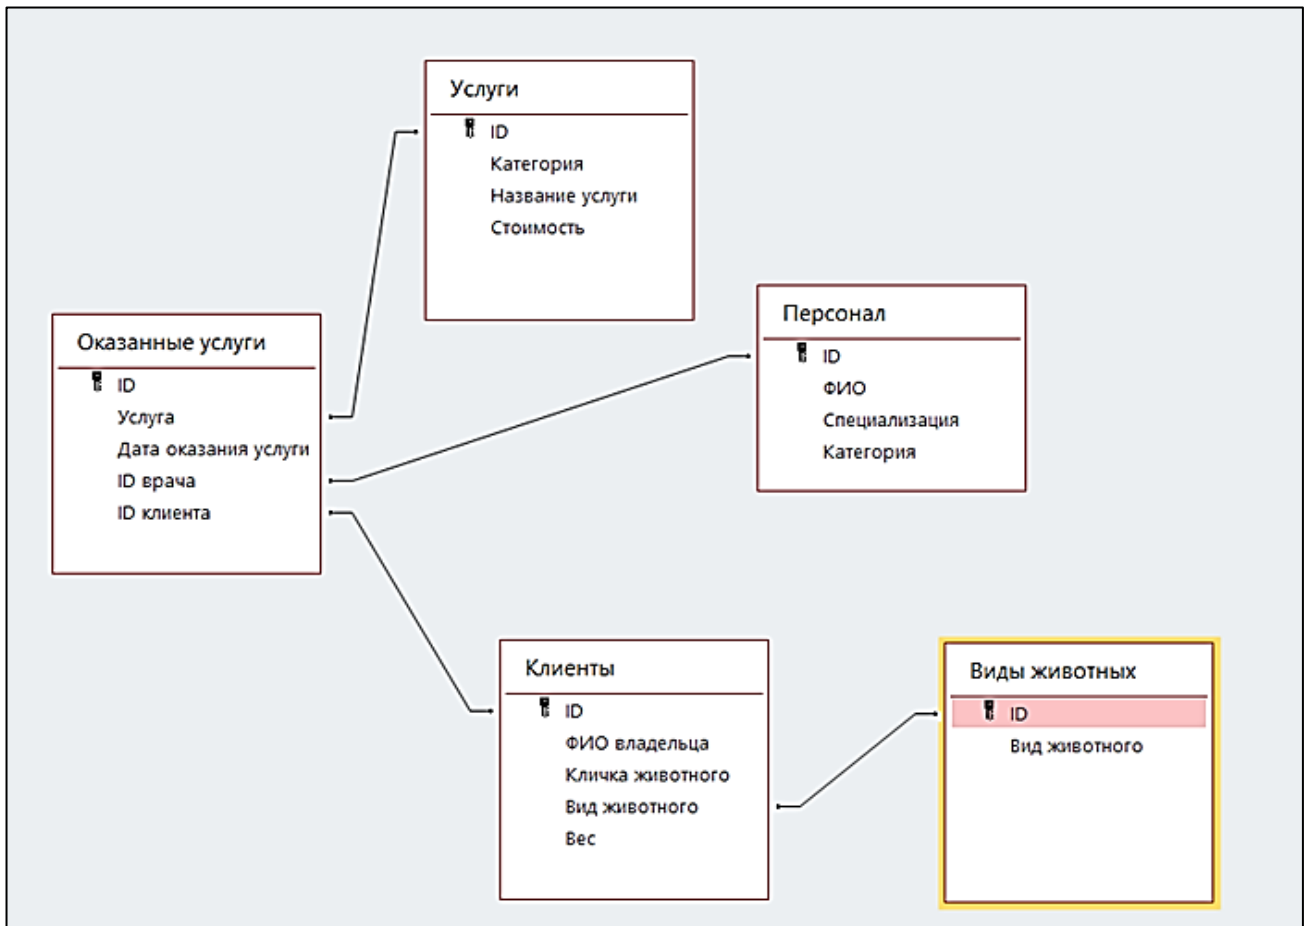 Услуги
ID
Категория
Название услуги
Стоимость
Персонал
ID
ФИО
Специализация
Категория
Оказанные услуги
ID
Услуга
Дата оказания услуги
ID врача
ID клиента
Клиенты
ID
ФИО владельца
Кличка животного
Вид животного
Вес
Виды животных
ID
Вид животного